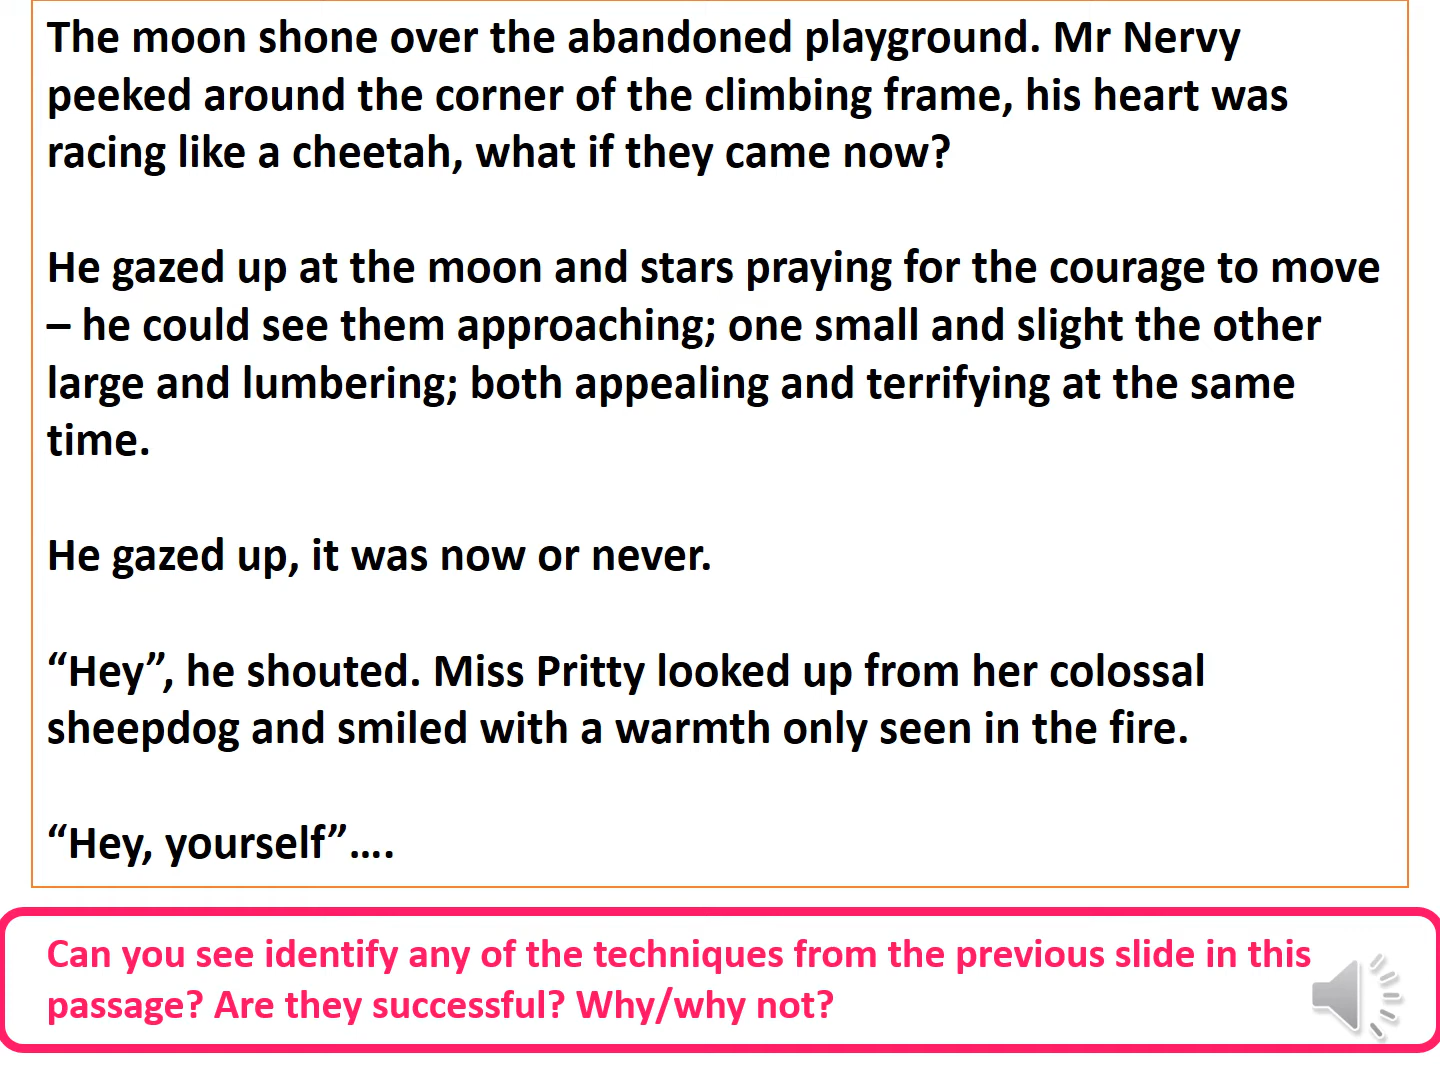 The moon shone over the abandoned playground. Mr Nervy
peeked around the corner of the climbing frame, his heart was
racing like a cheetah, what if they came now?
He gazed up at the moon and stars praying for the courage to move
– he could see them approaching; one small and slight the other
large and lumbering; both appealing and terrifying at the same
time.
He gazed up, it was now or never.
“Hey”, he shouted. Miss Pritty looked up from her colossal
sheepdog and smiled with a warmth only seen in the fire.
“Hey, yourself”….
Can you see identify any of the techniques from the previous slide in this
passage? Are they successful? Why/why not?